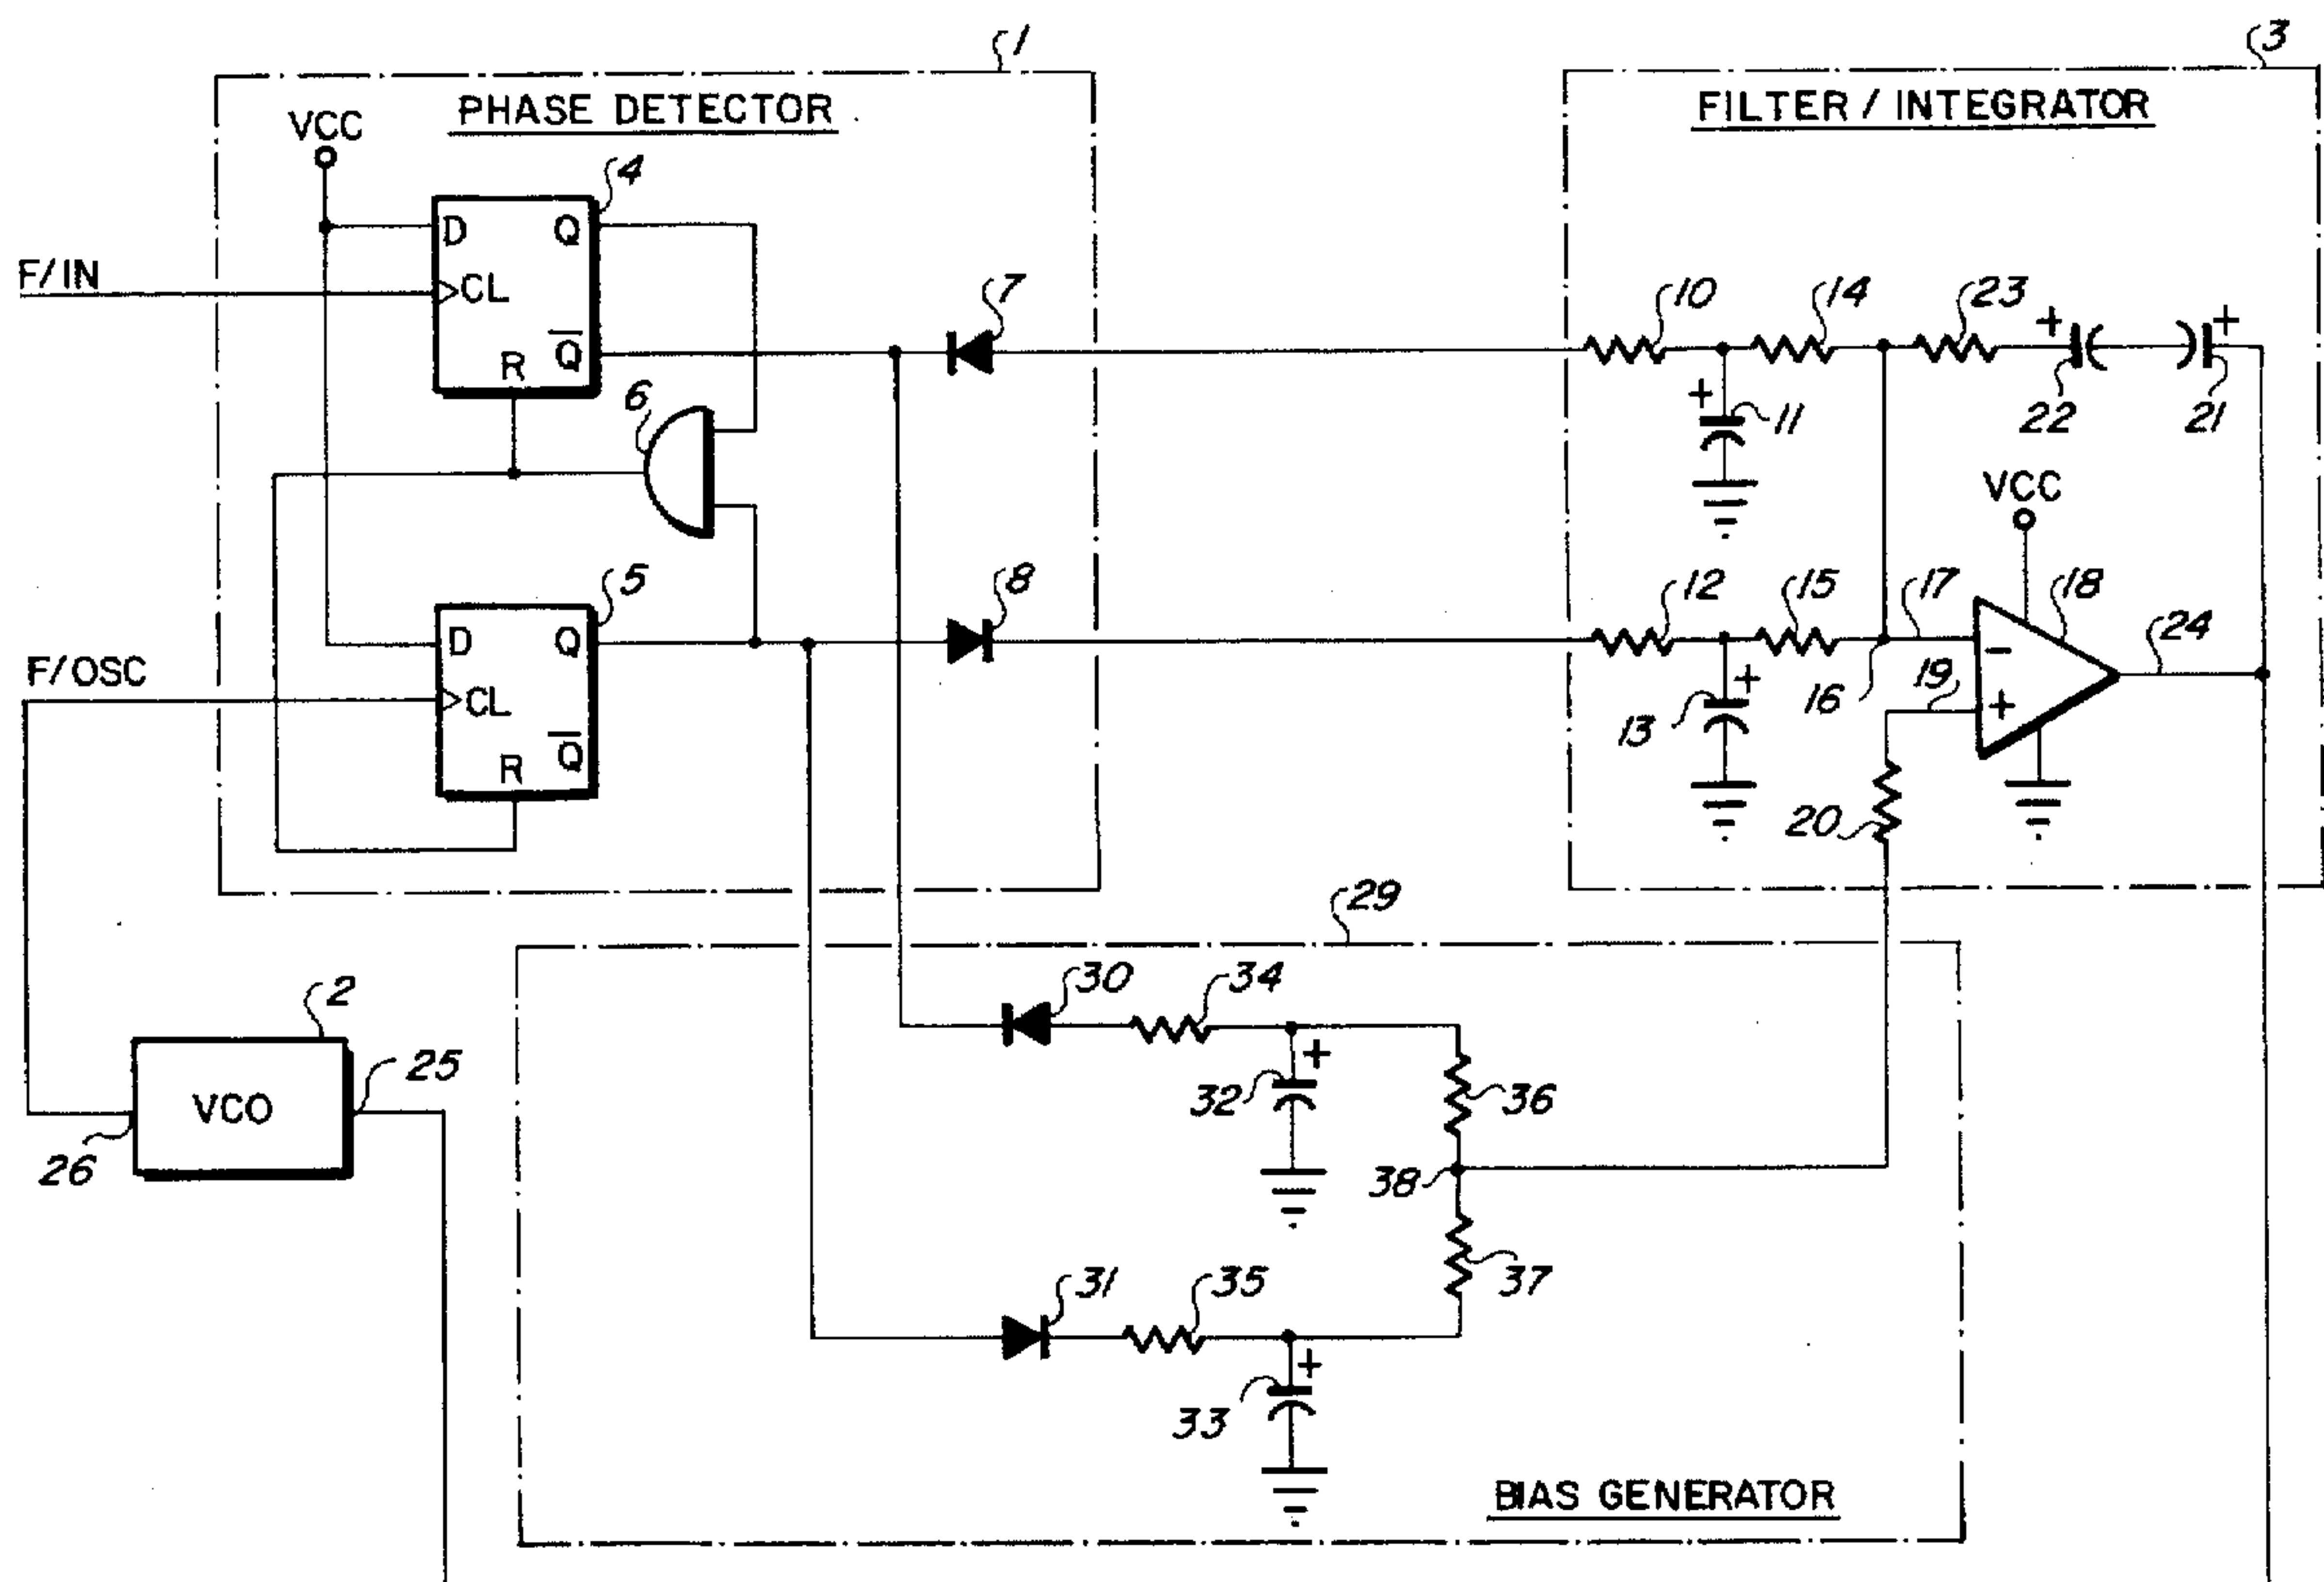 1
3
PHASE DETECTOR
FILTER / INTEGRATOR
VCC
4
D Q
F/IN
CL
Q
R
7
10
14
23
+
+
6
+
11
22
21
VCC
5
8
12
15
17
18
D Q
F/OSC
CL
Q
R
+
13
16
19
-
+
24
20
29
2
30
34
25
VCO
+
32
36
26
38
31
35
37
+
33
BIAS GENERATOR